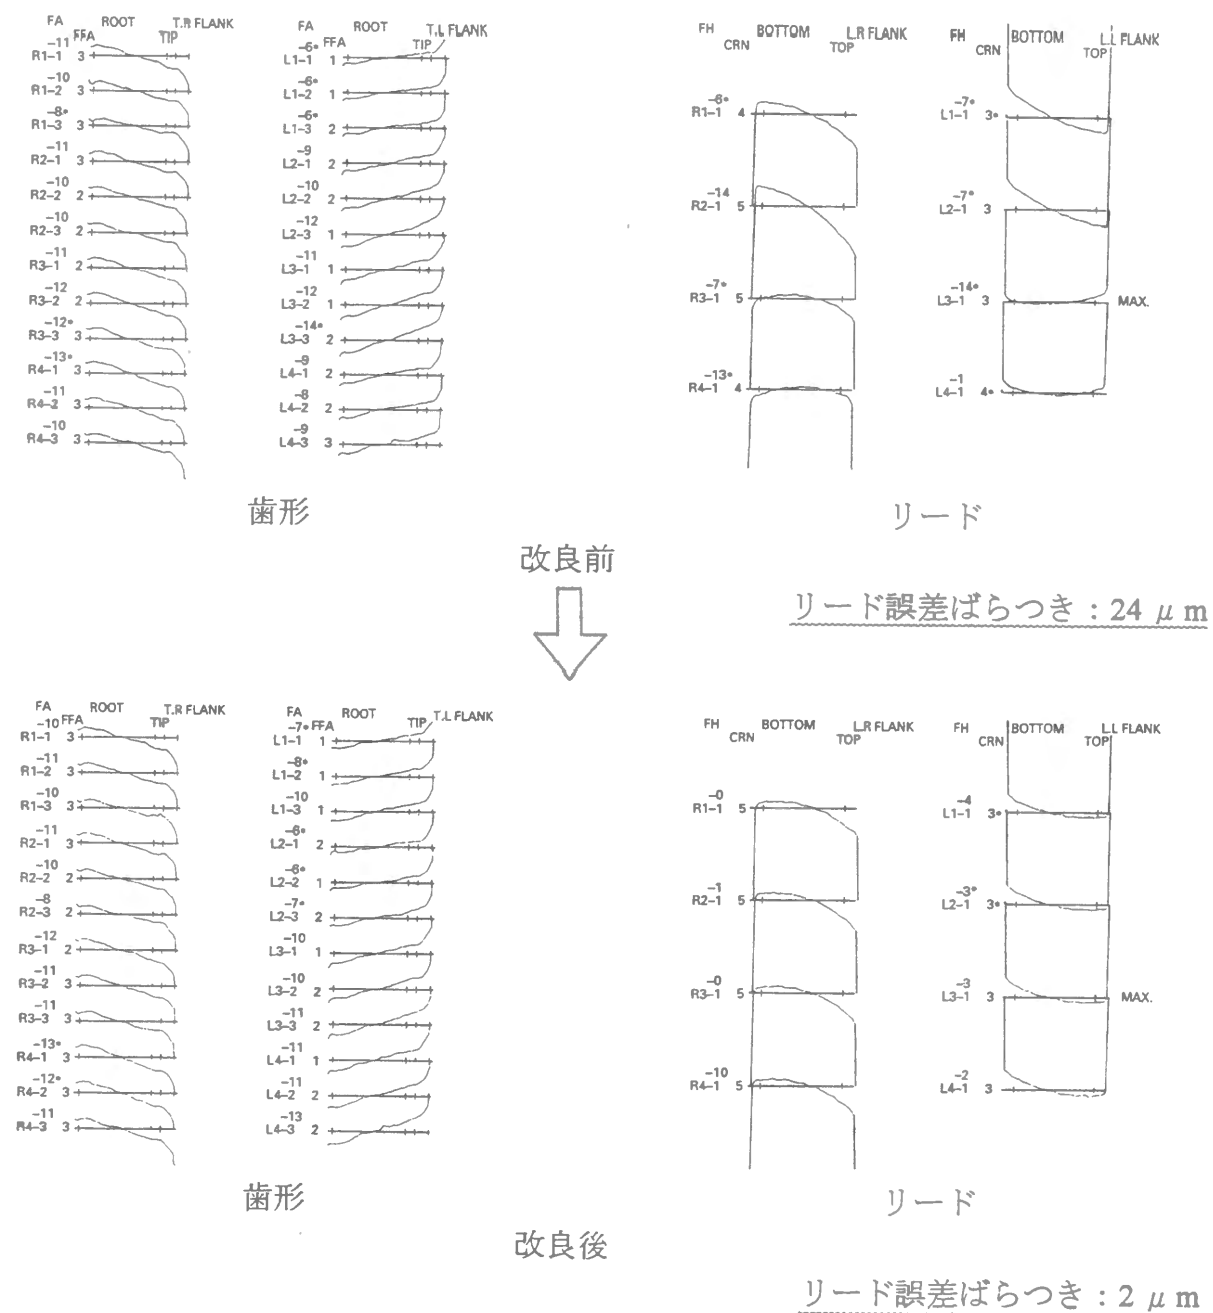 FA ROOT T.R FLANK
FFA TIP
-11
R1-1 3
-10
R1-2 3
-8*
R1-3 3
-11
R2-1 3
-10
R2-2 2
-10
R2-3 2
-11
R3-1 2
-12
R3-2 2
-12*
R3-3 3
-13*
R4-1 3
-11
R4-2 3
-10
R4-3 3
FA ROOT T.L FLANK
FFA TIP
-6*
L1-1 1
-6*
L1-2 1
-6*
L1-3 2
-9
L2-1 2
-10
L2-2 2
-12
L2-3 1
-11
L3-1 1
-12
L3-2 1
-14*
L3-3 2
-9
L4-1 2
-8
L4-2 2
-9
L4-3 3
歯形
FH BOTTOM L.R FLANK
CRN TOP
-6*
R1-1 4
-14
R2-1 5
-7*
R3-1 5
-13*
R4-1 4
FH BOTTOM L.L FLANK
CRN TOP
-7*
L1-1 3*
-7*
L2-1 3
-14*
L3-1 3 MAX.
-1
L4-1 4*
リード
改良前
リード誤差ばらつき：24 μm
FA ROOT T.R FLANK
-10 FFA TIP
R1-1 3
-11
R1-2 3
-10
R1-3 3
-11
R2-1 3
-10
R2-2 2
-8
R2-3 2
-12
R3-1 2
-11
R3-2 3
-11
R3-3 3
-13*
R4-1 3
-12*
R4-2 3
-11
R4-3 3
FA ROOT T.L FLANK
-7* FFA TIP
L1-1 1
-8*
L1-2 1
-10
L1-3 1
-6*
L2-1 2
-6*
L2-2 1
-7*
L2-3 2
-10
L3-1 1
-10
L3-2 2
-11
L3-3 2
-11
L4-1 1
-11
L4-2 2
-13
L4-3 2
歯形
FH BOTTOM L.R FLANK
CRN TOP
-0
R1-1 5
-1
R2-1 5
-0
R3-1 5
-10
R4-1 5
FH BOTTOM L.L FLANK
CRN TOP
-4
L1-1 3*
-3*
L2-1 3*
-3
L3-1 3 MAX.
-2
L4-1 3
リード
改良後
リード誤差ばらつき：2 μm